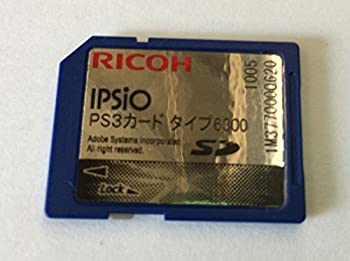 RICOH
IPSiO
PS3カード タイプ6300
Adobe Systems Incorporated.
All right reserved.
SD
Lock
1005
1M3770000620